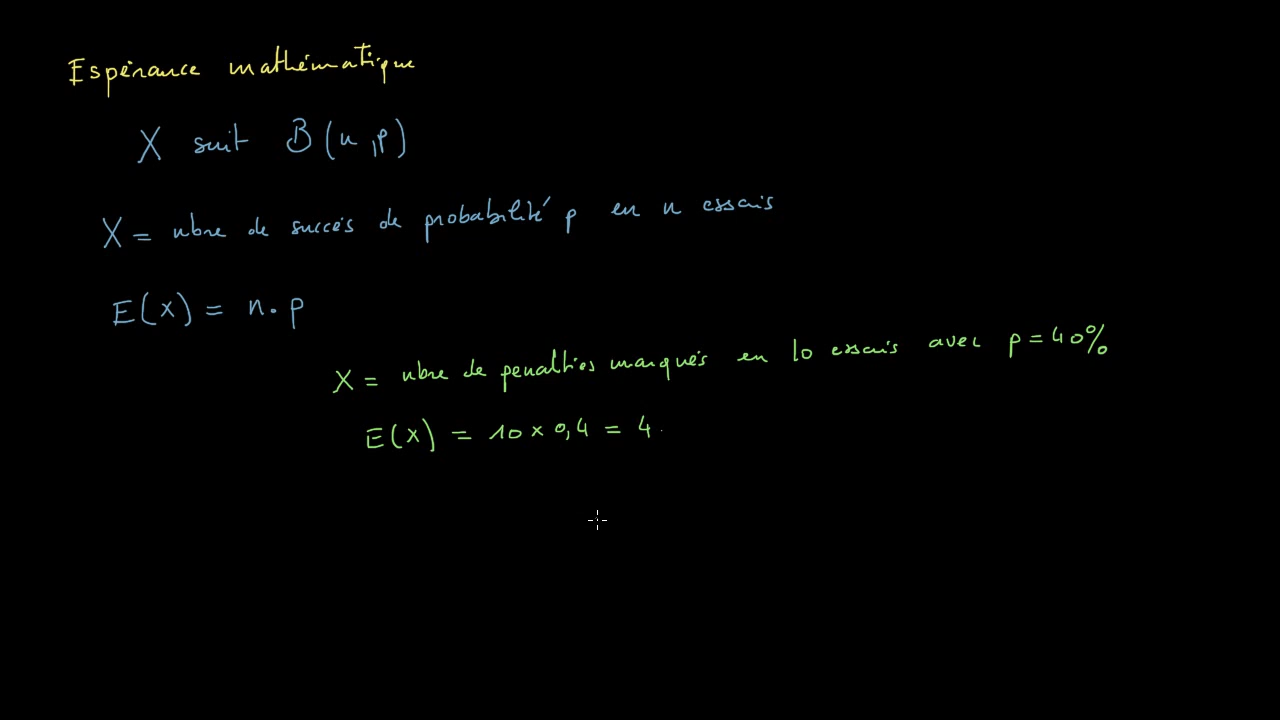 Espérance mathématique
X suit B(n,p)
X = nbre de succès de probabilité p en n essais
E(X) = n.p
X = nbre de penalties marqués en 10 essais avec p = 40%
E(X) = 10 × 0,4 = 4.